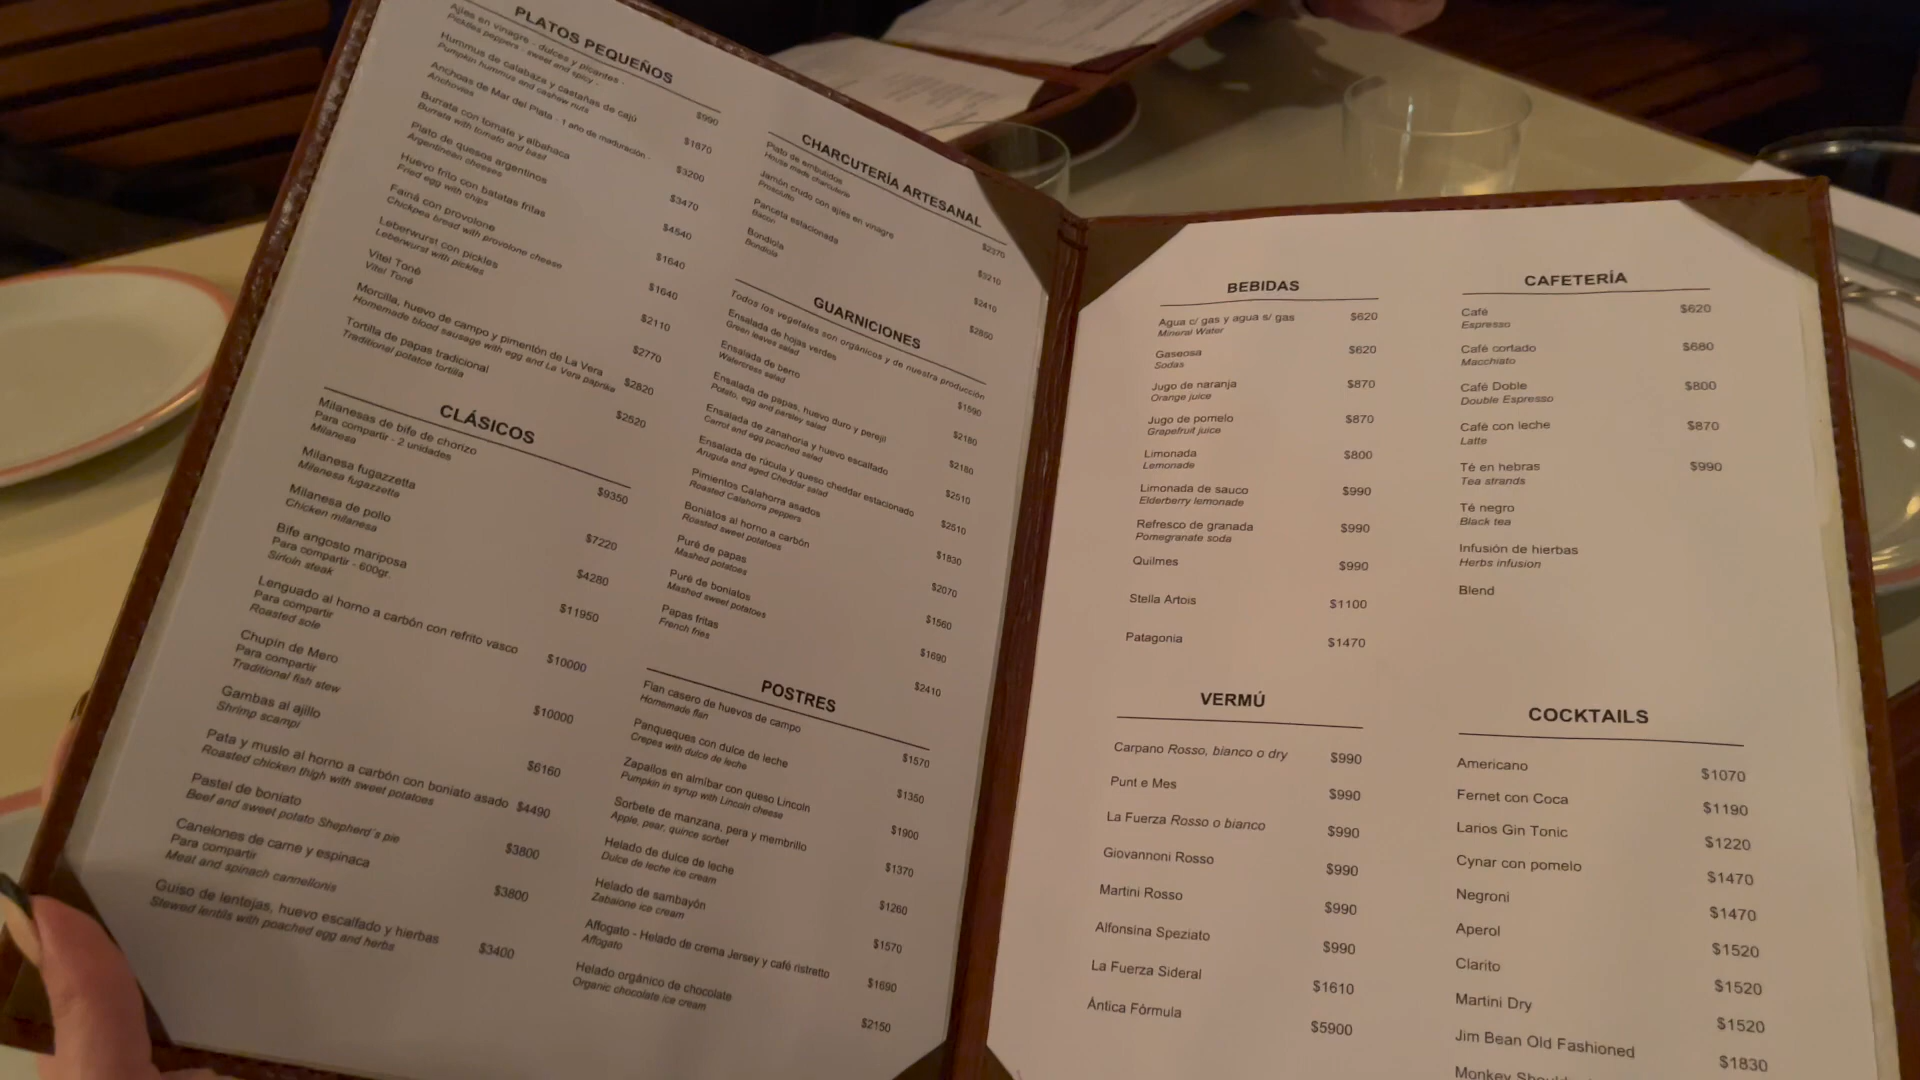 PLATOS PEQUEÑOS
Ajíes en vinagre - dulces y picantes -
Pickles peppers - sweet and spicy -
$990
Hummus de calabaza y castañas de cajú
Pumpkin hummus and cashew nuts
$1870
Anchoas de Mar del Plata - 1 año de maduración -
Anchovies
$3200
Burrata con tomate y albahaca
Burrata with tomato and basil
$3470
Plato de quesos argentinos
Argentinean cheeses
$4540
Huevo frito con batatas fritas
Fried egg with chips
$1640
Fainá con provolone
Chickpea bread with provolone cheese
$1640
Leberwurst con pickles
Leberwurst with pickles
$2110
Vitel Toné
Vitel Toné
$2770
Morcilla, huevo de campo y pimentón de La Vera
Homemade blood sausage with egg and La Vera paprike
$2820
Tortilla de papas tradicional
Traditional potatoe tortilla
$2520
CLÁSICOS
Milanesas de bife de chorizo
Para compartir - 2 unidades
Milanesa
$9350
Milanesa fugazzetta
Milanesa fugazzetta
$7220
Milanesa de pollo
Chicken milanesa
$4280
Bife angosto mariposa
Para compartir - 600gr.
Sirloin steak
$11950
Lenguado al horno a carbón con refrito vasco
Para compartir
Roasted sole
$10000
Chupín de Mero
Para compartir
Traditional fish stew
$10000
Gambas al ajillo
Shrimp scampi
$6160
Pata y muslo al horno a carbón con boniato asado $4490
Roasted chicken thigh with sweet potatoes
Pastel de boniato
Beef and sweet potato Shepherd´s pie
$3800
Canelones de carne y espinaca
Para compartir
Meat and spinach cannellonis
$3800
Guiso de lentejas, huevo escalfado y hierbas
Stewed lentils with poached egg and herbs
$3400
CHARCUTERÍA ARTESANAL
Plato de embutidos
House made charcuterie
$2370
Jamón crudo con ajíes en vinagre
Prosciutto
$3210
Panceta estacionada
Bacon
$2410
Bondiola
Bondiola
$2850
GUARNICIONES
Todos los vegetales son orgánicos y de nuestra producción
Ensalada de hojas verdes
Green leaves salad
$1590
Ensalada de berro
Watercress salad
$2180
Ensalada de papas, huevo duro y perejil
Potato, egg and parsley salad
$2180
Ensalada de zanahoria y huevo escalfado
Carrot and egg poached salad
$2510
Ensalada de rúcula y queso cheddar estacionado
Arugula and aged Cheddar salad
$2510
Pimientos Calahorra asados
Roasted Calahorra peppers
$1830
Boniatos al horno a carbón
Roasted sweet potatoes
$2070
Puré de papas
Mashed potatoes
$1560
Puré de boniatos
Mashed sweet potatoes
$1690
Papas fritas
French fries
$2410
POSTRES
Flan casero de huevos de campo
Homemade flan
$1570
Panqueques con dulce de leche
Crepes with dulce de leche
$1350
Zapallos en almíbar con queso Lincoln
Pumpkin in syrup with Lincoln cheese
$1900
Sorbete de manzana, pera y membrillo
Apple, pear, quince sorbet
$1370
Helado de dulce de leche
Dulce de leche ice cream
$1260
Helado de sambayón
Zabaione ice cream
$1570
Affogato - Helado de crema Jersey y café ristretto
Affogato
$1690
Helado orgánico de chocolate
Organic chocolate ice cream
$2150
BEBIDAS
Agua c/ gas y agua s/ gas $620
Mineral Water
Gaseosa $620
Sodas
Jugo de naranja $870
Orange juice
Jugo de pomelo $870
Grapefruit juice
Limonada $800
Lemonade
Limonada de sauco $990
Elderberry lemonade
Refresco de granada $990
Pomegranate soda
Quilmes $990
Stella Artois $1100
Patagonia $1470
CAFETERÍA
Café $620
Espresso
Café cortado $680
Macchiato
Café Doble $800
Double Espresso
Café con leche $870
Latte
Té en hebras $990
Tea strands
Té negro
Black tea
Infusión de hierbas
Herbs infusion
Blend
VERMÚ
Carpano Rosso, bianco o dry $990
Punt e Mes $990
La Fuerza Rosso o bianco $990
Giovannoni Rosso $990
Martini Rosso $990
Alfonsina Speziato $990
La Fuerza Sideral $1610
Ántica Fórmula $5900
COCKTAILS
Americano $1070
Fernet con Coca $1190
Larios Gin Tonic $1220
Cynar con pomelo $1470
Negroni $1470
Aperol $1520
Clarito $1520
Martini Dry $1520
Jim Bean Old Fashioned $1830
Monkey